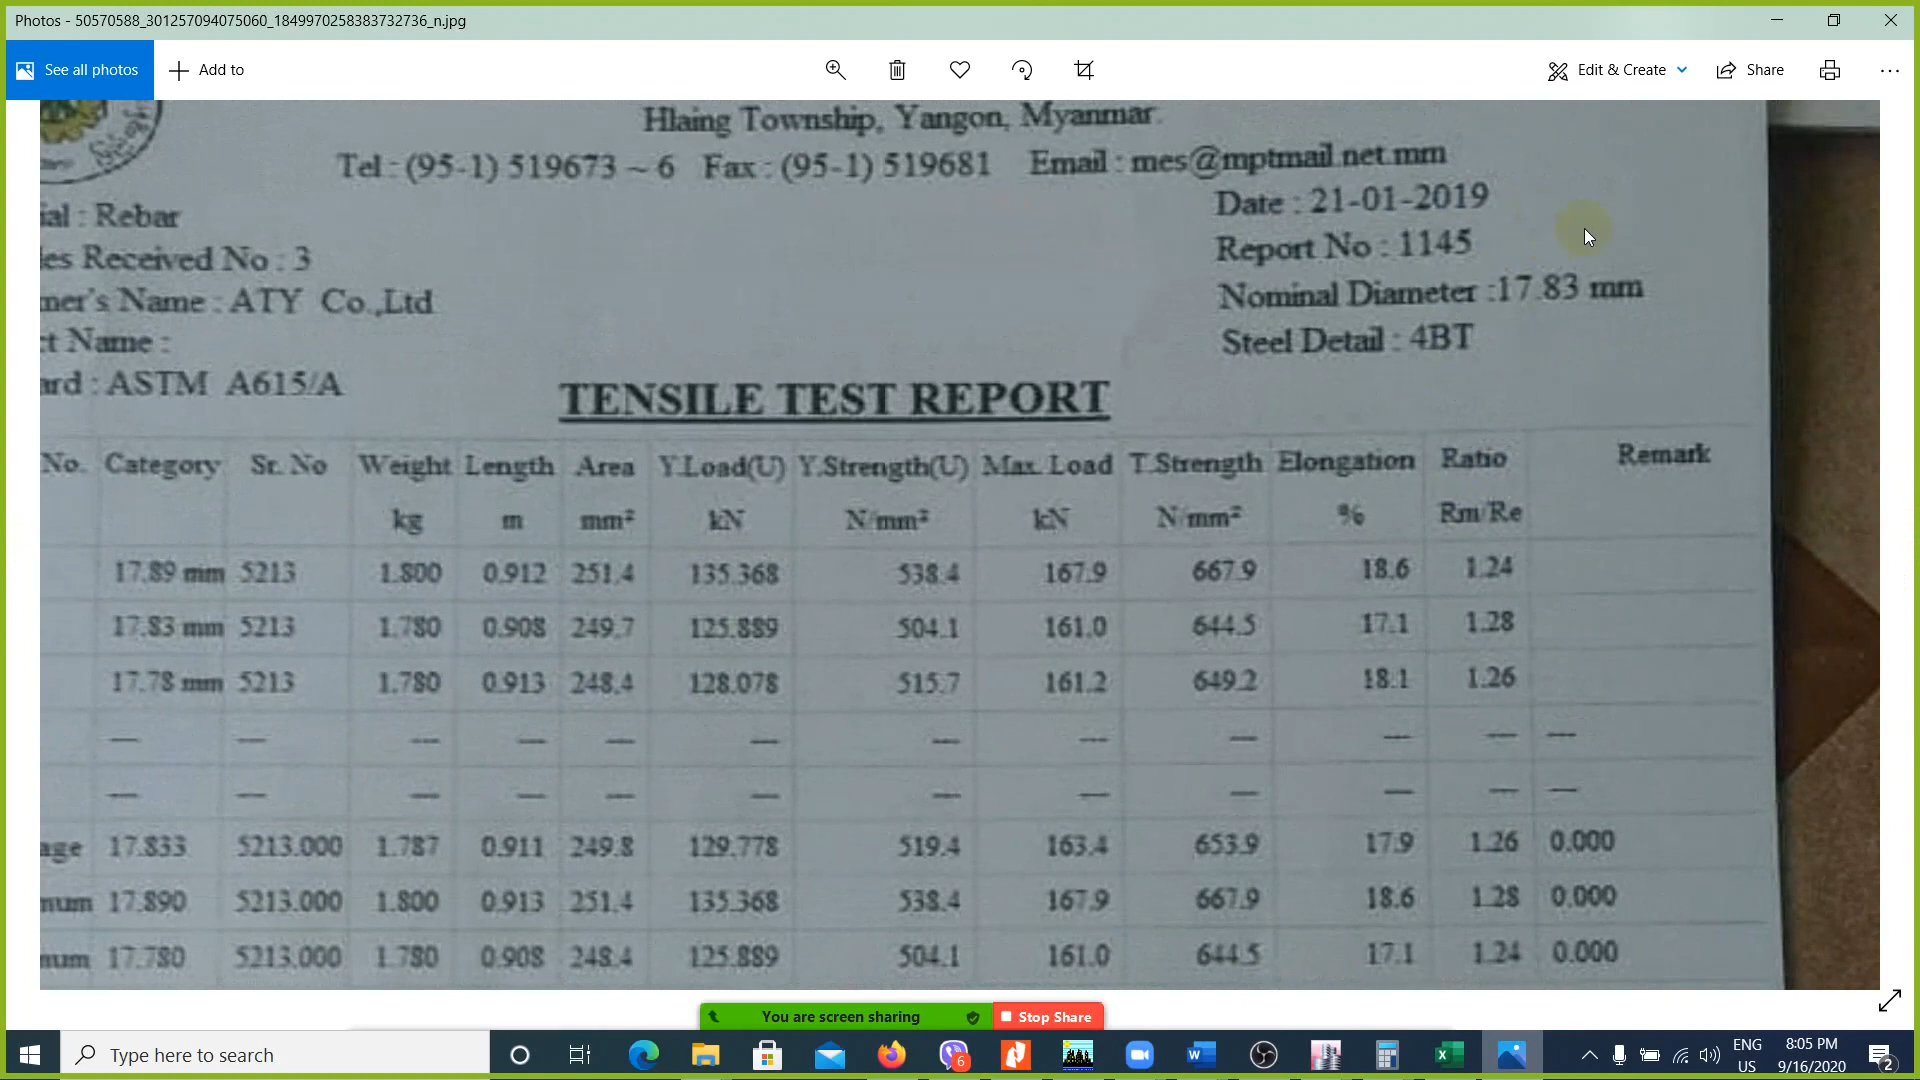 Photos - 50570588_301257094075060_1849970258383732736_n.jpg
See all photos
Add to
Edit & Create
Share
Hlaing Township, Yangon, Myanmar.
Tel : (95-1) 519673 ~ 6 Fax : (95-1) 519681 Email : mes@mptmail.net.mm
Date : 21-01-2019
ial : Rebar
Report No : 1145
les Received No : 3
Nominal Diameter :17.83 mm
mer's Name : ATY Co.,Ltd
Steel Detail : 4BT
ct Name :
ard : ASTM A615/A
TENSILE TEST REPORT
No. Category Sr. No Weight Length Area Y.Load(U) Y.Strength(U) Max. Load T.Strength Elongation Ratio Remark
kg m mm² kN N/mm² kN N/mm² % Rm/Re
17.89 mm 5213 1.800 0.912 251.4 135.368 538.4 167.9 667.9 18.6 1.24
17.83 mm 5213 1.780 0.908 249.7 125.889 504.1 161.0 644.5 17.1 1.28
17.78 mm 5213 1.780 0.913 248.4 128.078 515.7 161.2 649.2 18.1 1.26
--- --- --- --- --- --- --- --- --- --- --- ---
--- --- --- --- --- --- --- --- --- --- --- ---
age 17.833 5213.000 1.787 0.911 249.8 129.778 519.4 163.4 653.9 17.9 1.26 0.000
mum 17.890 5213.000 1.800 0.913 251.4 135.368 538.4 167.9 667.9 18.6 1.28 0.000
mum 17.780 5213.000 1.780 0.908 248.4 125.889 504.1 161.0 644.5 17.1 1.24 0.000
You are screen sharing
Stop Share
Type here to search
6
ENG
US
8:05 PM
9/16/2020
2